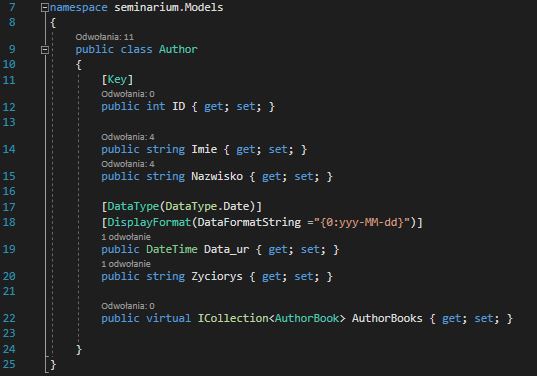 7 namespace seminarium.Models
8 {
Odwołania: 11
9 public class Author
10 {
11 [Key]
Odwołania: 0
12 public int ID { get; set; }
13
Odwołania: 4
14 public string Imie { get; set; }
Odwołania: 4
15 public string Nazwisko { get; set; }
16
17 [DataType(DataType.Date)]
18 [DisplayFormat(DataFormatString ="{0:yyy-MM-dd}")]
1 odwołanie
19 public DateTime Data_ur { get; set; }
1 odwołanie
20 public string Zyciorys { get; set; }
21
Odwołania: 0
22 public virtual ICollection<AuthorBook> AuthorBooks { get; set; }
23
24 }
25 }